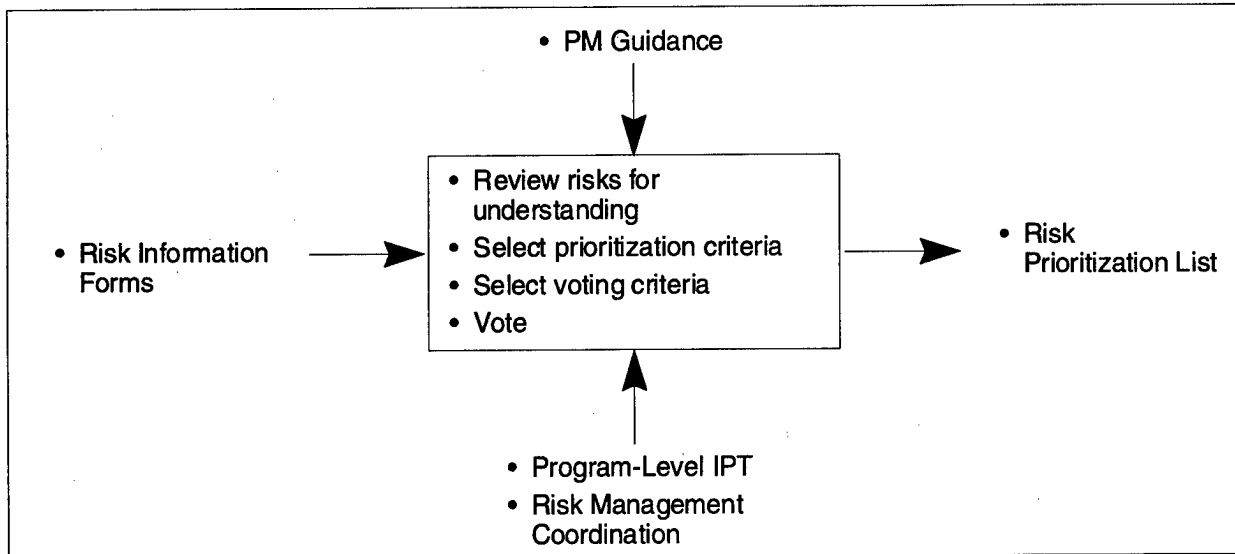 • PM Guidance
• Review risks for
understanding
• Select prioritization criteria
• Select voting criteria
• Vote
• Risk Information
Forms
• Risk
Prioritization List
• Program-Level IPT
• Risk Management
Coordination